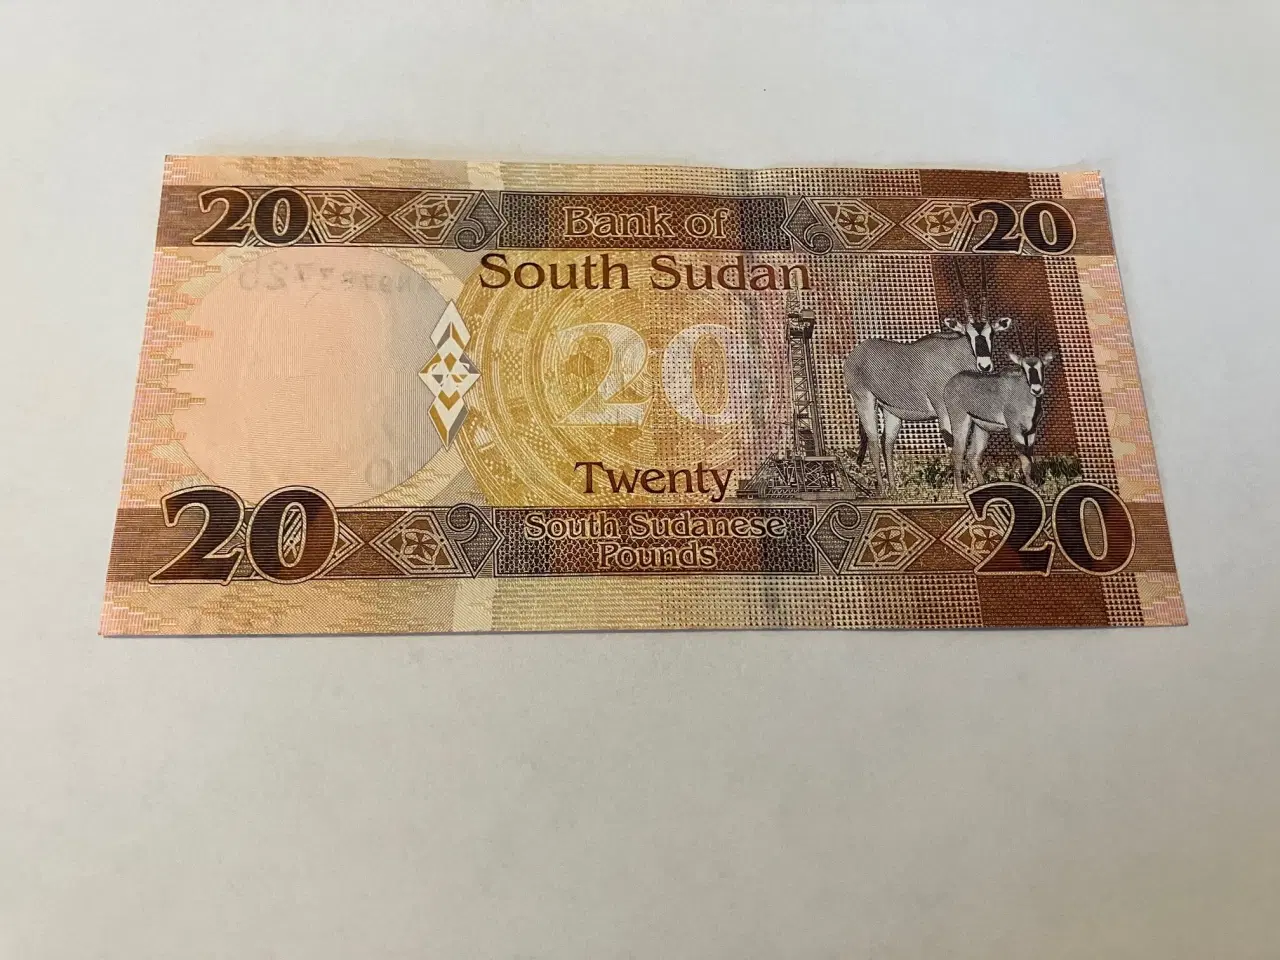 20 Bank of 20
South Sudan
20
Twenty
20 South Sudanese 20
Pounds